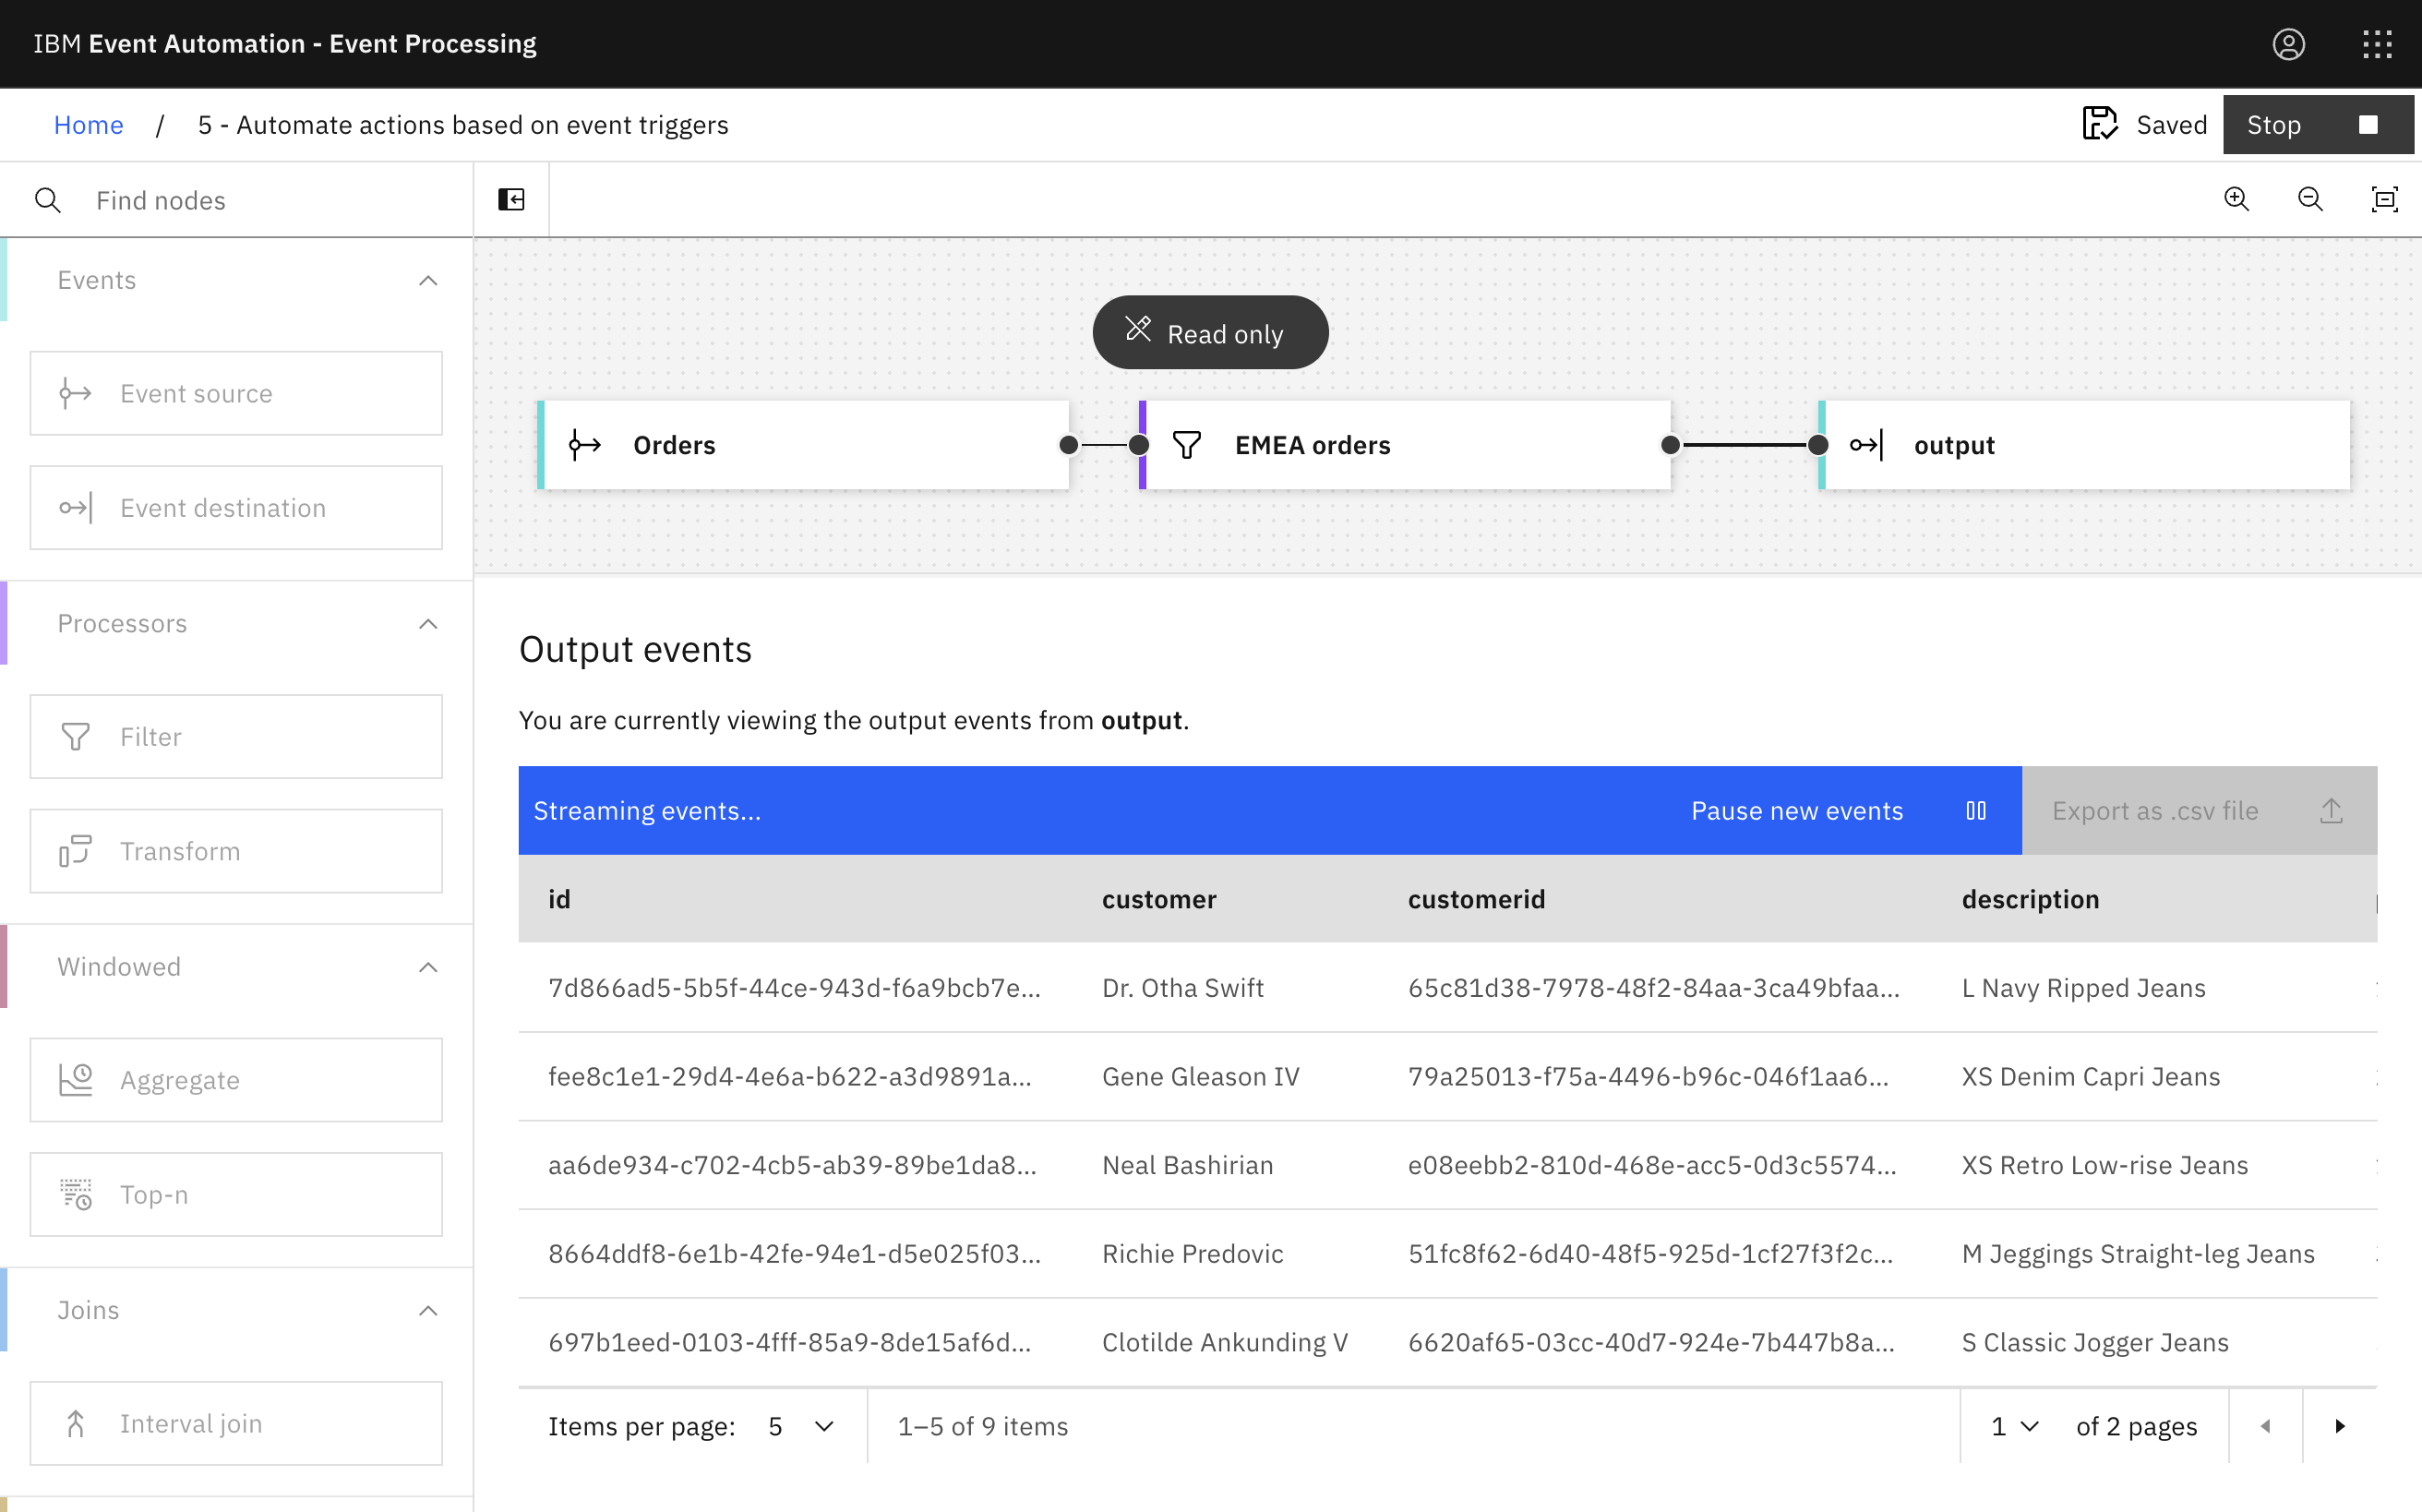 IBM Event Automation - Event Processing
Home / 5 - Automate actions based on event triggers
Saved
Stop
Find nodes
Events
Event source
Event destination
Processors
Filter
Transform
Windowed
Aggregate
Top-n
Joins
Interval join
Read only
Orders
EMEA orders
output
Output events
You are currently viewing the output events from output.
Streaming events...
Pause new events
Export as .csv file
id customer customerid description
7d866ad5-5b5f-44ce-943d-f6a9bcb7e... Dr. Otha Swift 65c81d38-7978-48f2-84aa-3ca49bfaa... L Navy Ripped Jeans
fee8c1e1-29d4-4e6a-b622-a3d9891a... Gene Gleason IV 79a25013-f75a-4496-b96c-046f1aa6... XS Denim Capri Jeans
aa6de934-c702-4cb5-ab39-89be1da8... Neal Bashirian e08eebb2-810d-468e-acc5-0d3c5574... XS Retro Low-rise Jeans
8664ddf8-6e1b-42fe-94e1-d5e025f03... Richie Predovic 51fc8f62-6d40-48f5-925d-1cf27f3f2c... M Jeggings Straight-leg Jeans
697b1eed-0103-4fff-85a9-8de15af6d... Clotilde Ankunding V 6620af65-03cc-40d7-924e-7b447b8a... S Classic Jogger Jeans
Items per page: 5 1–5 of 9 items 1 of 2 pages